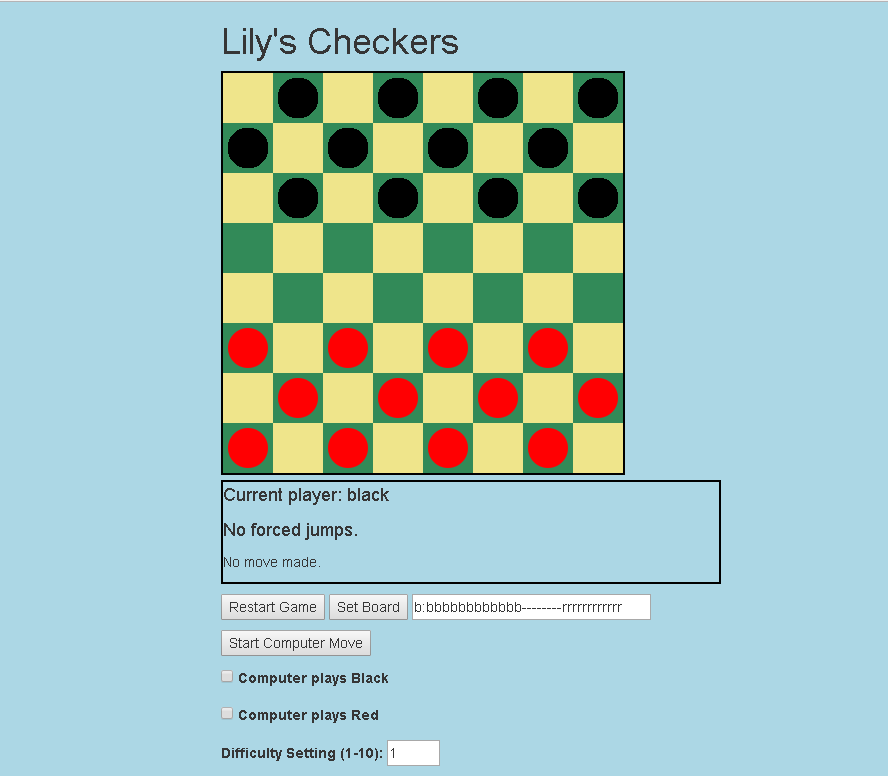 Lily's Checkers
Current player: black
No forced jumps.
No move made.
Restart Game Set Board b:bbbbbbbbbbbb--------rrrrrrrrrrrr
Start Computer Move
Computer plays Black
Computer plays Red
Difficulty Setting (1-10): 1